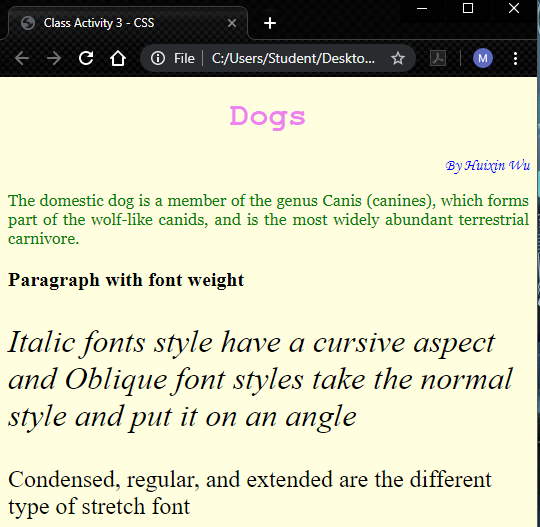 Class Activity 3 - CSS
File
C:/Users/Student/Deskto...
M
Dogs
By Huixin Wu
The domestic dog is a member of the genus Canis (canines), which forms
part of the wolf-like canids, and is the most widely abundant terrestrial
carnivore.
Paragraph with font weight
Italic fonts style have a cursive aspect
and Oblique font styles take the normal
style and put it on an angle
Condensed, regular, and extended are the different
type of stretch font